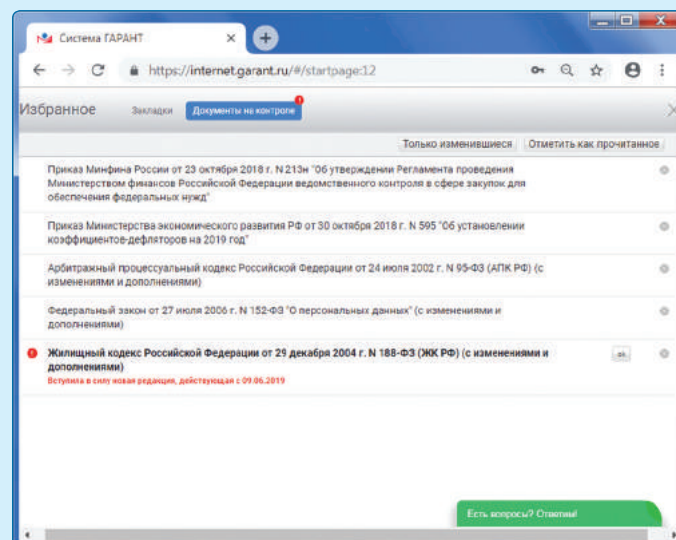 Система ГАРАНТ
https://internet.garant.ru/#/startpage:12
Избранное Закладки Документы на контроле
Только изменившиеся Отметить как прочитанное
Приказ Минфина России от 23 октября 2018 г. N 213н "Об утверждении Регламента проведения
Министерством финансов Российской Федерации ведомственного контроля в сфере закупок для
обеспечения федеральных нужд"
Приказ Министерства экономического развития РФ от 30 октября 2018 г. N 595 "Об установлении
коэффициентов-дефляторов на 2019 год"
Арбитражный процессуальный кодекс Российской Федерации от 24 июля 2002 г. N 95-ФЗ (АПК РФ) (с
изменениями и дополнениями)
Федеральный закон от 27 июля 2006 г. N 152-ФЗ "О персональных данных" (с изменениями и
дополнениями)
Жилищный кодекс Российской Федерации от 29 декабря 2004 г. N 188-ФЗ (ЖК РФ) (с изменениями и
дополнениями)
ok
Вступила в силу новая редакция, действующая с 09.06.2019
Есть вопросы? Ответим!